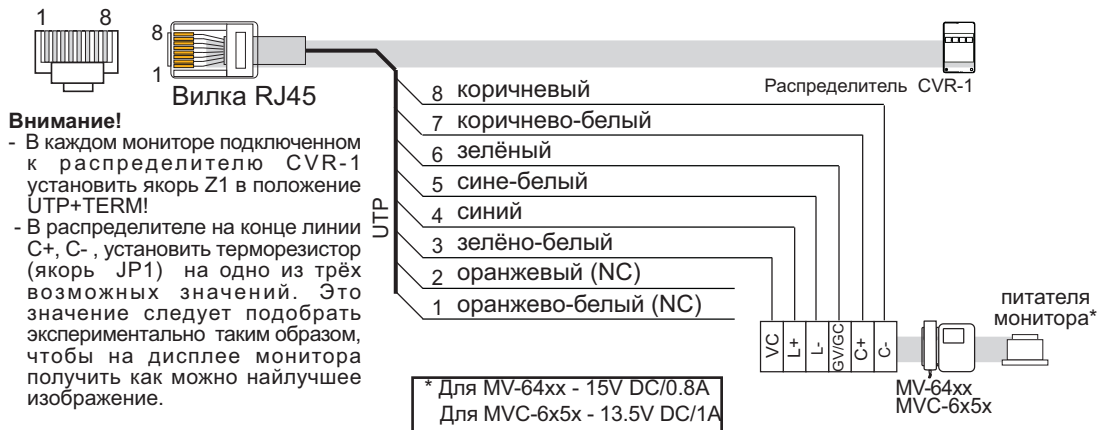 1 8
8
1
Вилка RJ45
Распределитель CVR-1
Внимание!
- В каждом мониторе подключенном
к распределителю CVR-1
установить якорь Z1 в положение
UTP+TERM!
- В распределителе на конце линии
C+, C- , установить терморезистор
(якорь JP1) на одно из трёх
возможных значений. Это
значение следует подобрать
экспериментально таким образом,
чтобы на дисплее монитора
получить как можно найлучшее
изображение.
UTP
8 коричневый
7 коричнево-белый
6 зелёный
5 сине-белый
4 синий
3 зелёно-белый
2 оранжевый (NC)
1 оранжево-белый (NC)
VC
L+
L-
GV/GC
C+
C-
питателя
монитора*
MV-64xx
MVC-6x5x
* Для MV-64xx - 15V DC/0.8A
Для MVC-6x5x - 13.5V DC/1A